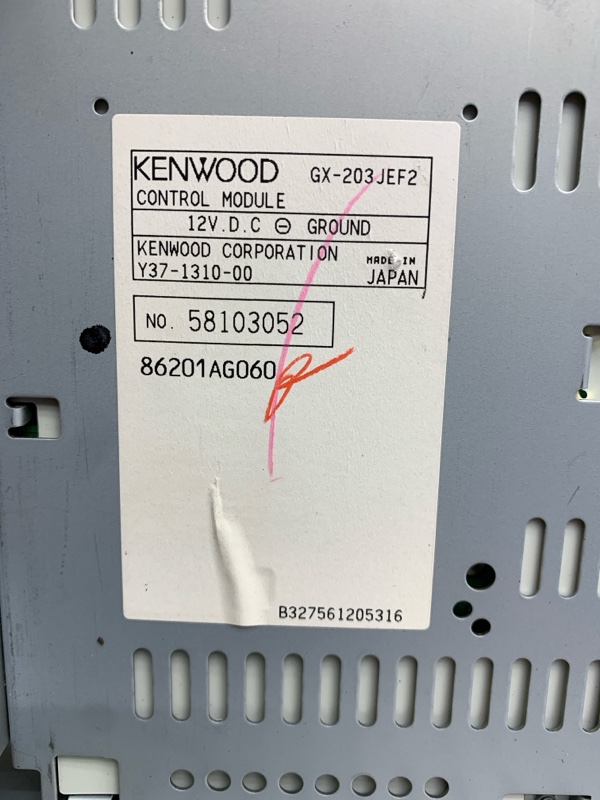 KENWOOD GX-203JEF2
CONTROL MODULE
12V.D.C ⊖ GROUND
KENWOOD CORPORATION
Y37-1310-00
MADE IN
JAPAN
NO. 58103052
86201AG060
B327561205316